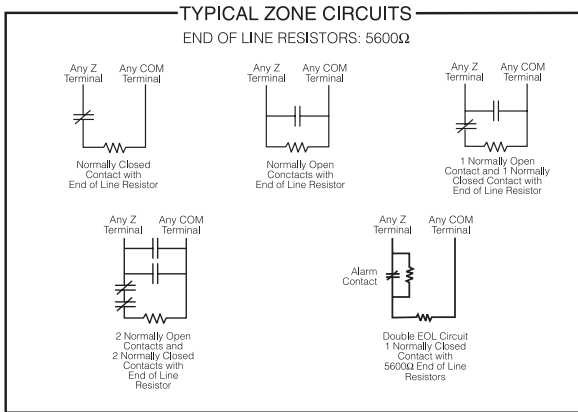 TYPICAL ZONE CIRCUITS
END OF LINE RESISTORS: 5600Ω
Any Z
Terminal
Any COM
Terminal
Normally Closed
Contact with
End of Line Resistor
Any Z
Terminal
Any COM
Terminal
Normally Open
Conctacts with
End of Line Resistor
Any Z
Terminal
Any COM
Terminal
1 Normally Open
Contact and 1 Normally
Closed Contact with
End of Line Resistor
Any Z
Terminal
Any COM
Terminal
2 Normally Open
Contacts and
2 Normally Closed
Contacts with
End of Line
Resistor
Any Z
Terminal
Any COM
Terminal
Alarm
Contact
Double EOL Circuit
1 Normally Closed
Contact with
5600Ω End of Line
Resistors